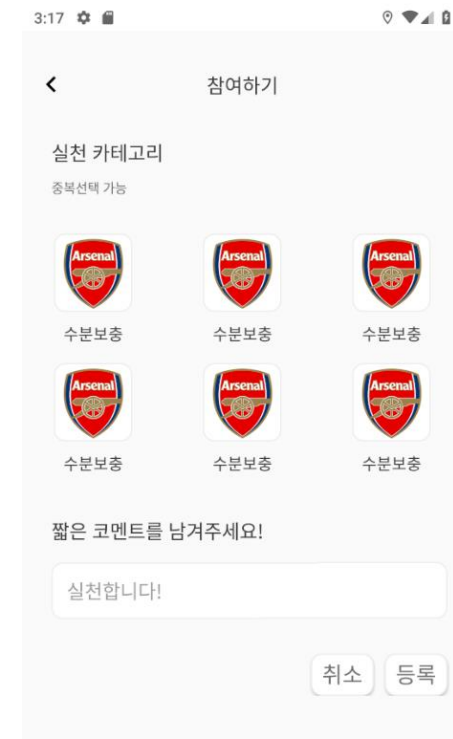 3:17
참여하기
실천 카테고리
중복선택 가능
Arsenal Arsenal Arsenal
수분보충 수분보충 수분보충
Arsenal Arsenal Arsenal
수분보충 수분보충 수분보충
짧은 코멘트를 남겨주세요!
실천합니다!
취소 등록